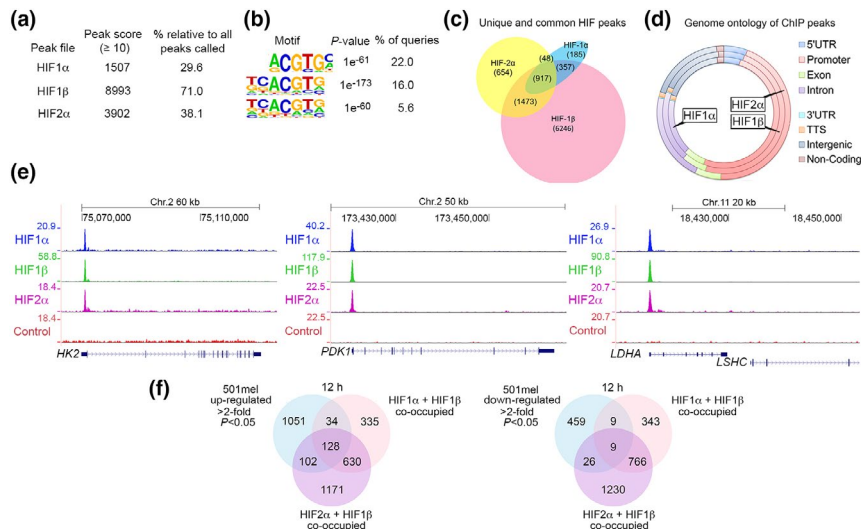 (a)
Peak file
Peak score
(≥ 10)
% relative to all
peaks called
HIF1α 1507 29.6
HIF1β 8993 71.0
HIF2α 3902 38.1
(b)
Motif P-value % of queries
ACGTG 1e-61 22.0
TCACGTG 1e-173 16.0
TCACGTG 1e-60 5.6
(c)
Unique and common HIF peaks
HIF-1α
(185)
HIF-2α
(654)
(48)
(357)
(917)
(1473)
HIF-1β
(6246)
(d)
Genome ontology of ChIP peaks
HIF1α
HIF2α
HIF1β
5'UTR
Promoter
Exon
Intron
3'UTR
TTS
Intergenic
Non-Coding
(e)
Chr.2 60 kb
75,070,000 75,110,000
20.9
HIF1α
58.8
HIF1β
18.4
HIF2α
18.4
Control
HK2
Chr.2 50 kb
173,430,000 173,450,000
40.2
HIF1α
117.9
HIF1β
22.5
HIF2α
22.5
Control
PDK1
Chr.11 20 kb
18,430,000 18,450,000
26.9
HIF1α
90.8
HIF1β
20.7
HIF2α
20.7
Control
LDHA
LSHC
(f)
501mel
up-regulated
>2-fold
P<0.05
12 h
HIF1α + HIF1β
co-occupied
1051 34 335
128
102 630
1171
HIF2α + HIF1β
co-occupied
501mel
down-regulated
>2-fold
P<0.05
12 h
HIF1α + HIF1β
co-occupied
459 9 343
9
26 766
1230
HIF2α + HIF1β
co-occupied